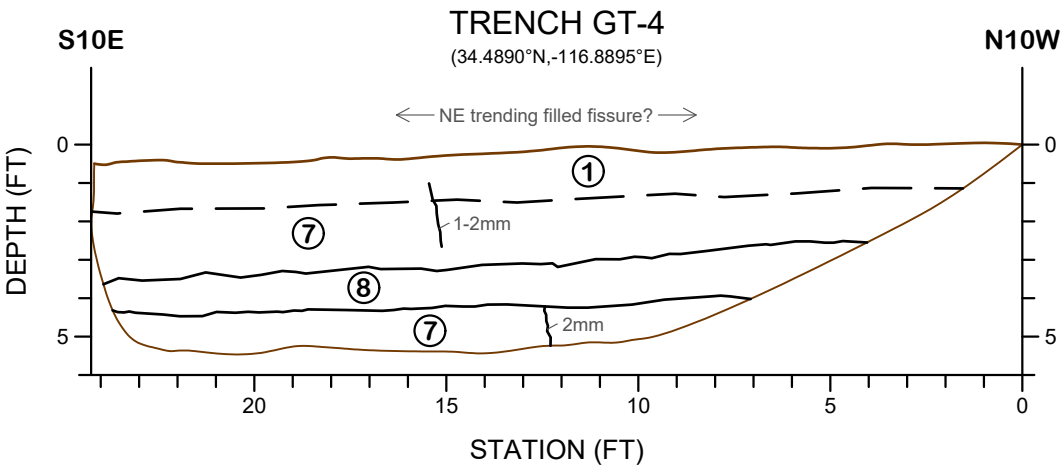 TRENCH GT-4
S10E
N10W
(34.4890°N,-116.8895°E)
NE trending filled fissure?
0
0
1
1-2mm
7
8
7
2mm
5
5
DEPTH (FT)
20
15
10
5
0
STATION (FT)